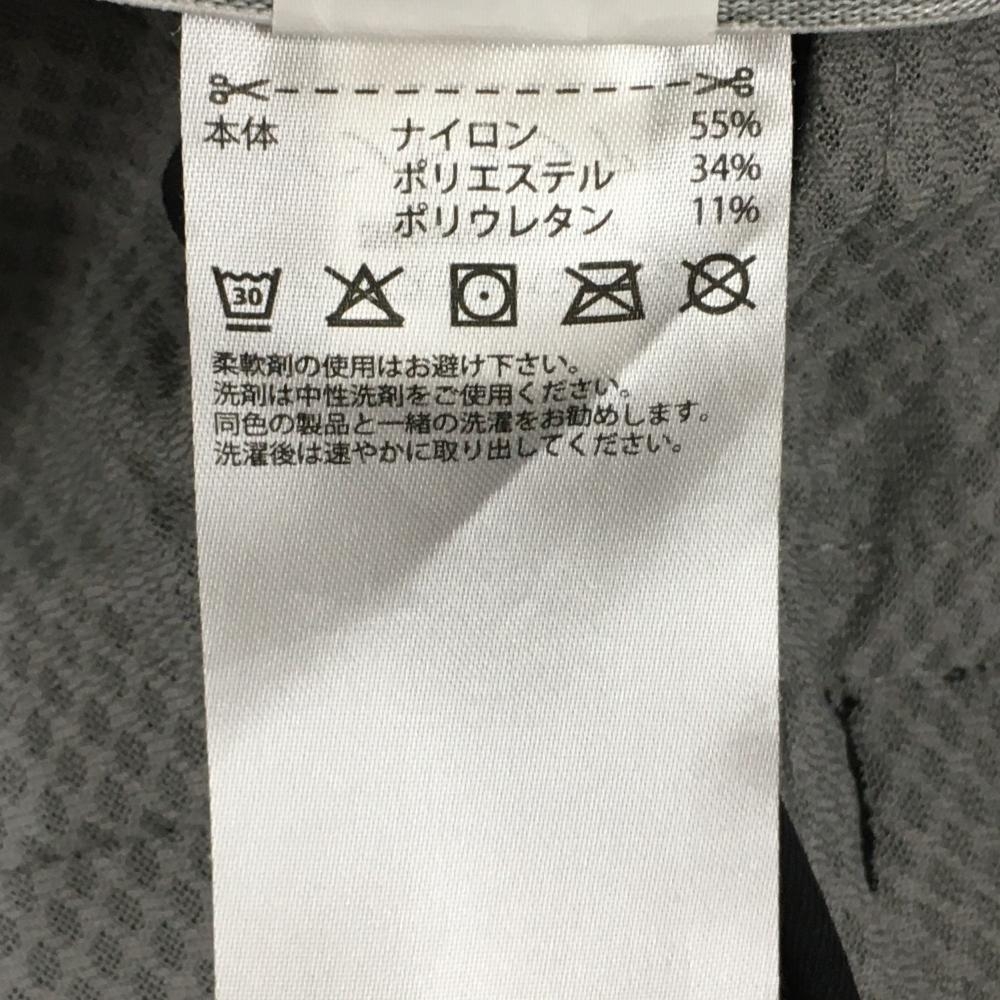 本体 ナイロン 55%
ポリエステル 34%
ポリウレタン 11%
30
柔軟剤の使用はお避け下さい。
洗剤は中性洗剤をご使用ください。
同色の製品と一緒の洗濯をお勧めします。
洗濯後は速やかに取り出してください。